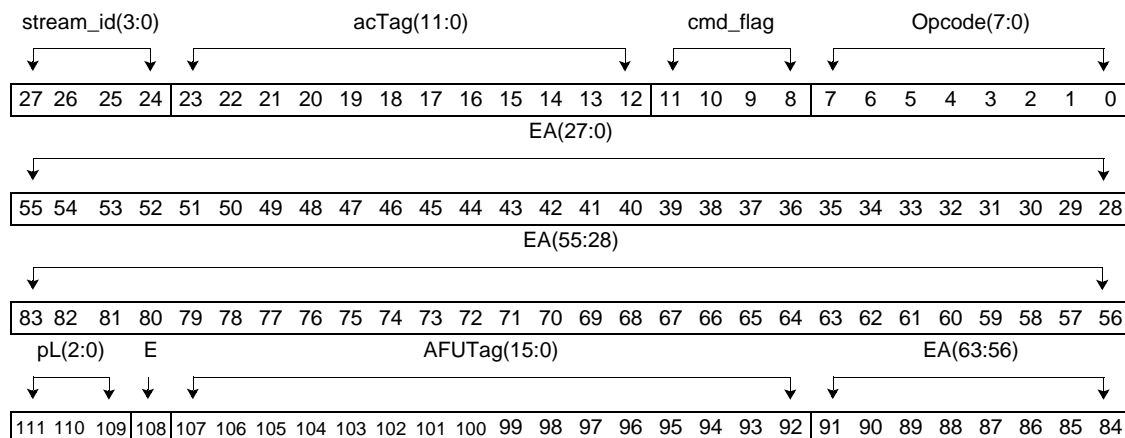 stream_id(3:0) acTag(11:0) cmd_flag Opcode(7:0)
27 26 25 24 23 22 21 20 19 18 17 16 15 14 13 12 11 10 9 8 7 6 5 4 3 2 1 0
EA(27:0)
55 54 53 52 51 50 49 48 47 46 45 44 43 42 41 40 39 38 37 36 35 34 33 32 31 30 29 28
EA(55:28)
83 82 81 80 79 78 77 76 75 74 73 72 71 70 69 68 67 66 65 64 63 62 61 60 59 58 57 56
pL(2:0) E AFUTag(15:0) EA(63:56)
111 110 109 108 107 106 105 104 103 102 101 100 99 98 97 96 95 94 93 92 91 90 89 88 87 86 85 84